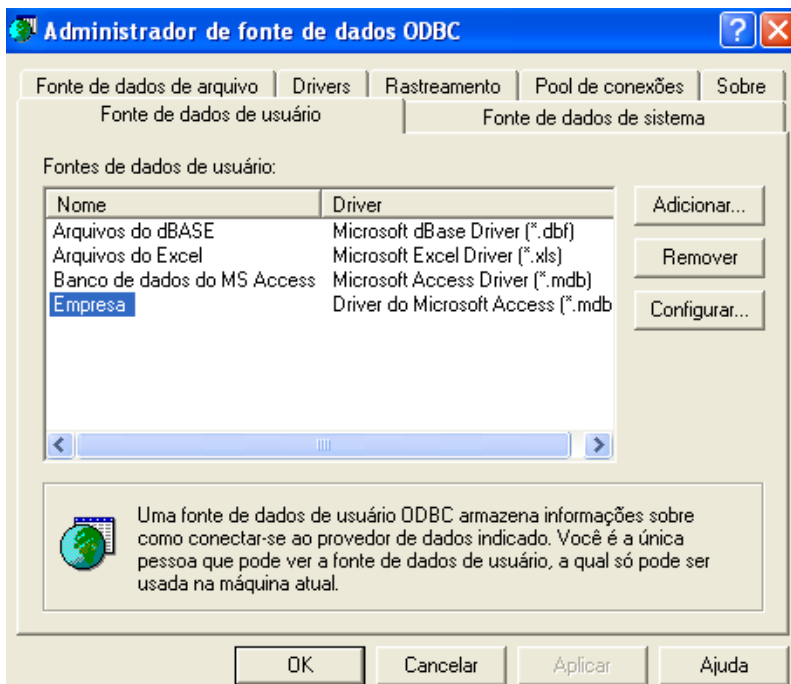 Administrador de fonte de dados ODBC
Fonte de dados de arquivo Drivers Rastreamento Pool de conexões Sobre
Fonte de dados de usuário Fonte de dados de sistema
Fontes de dados de usuário:
Nome Driver
Arquivos do dBASE Microsoft dBase Driver (*.dbf)
Arquivos do Excel Microsoft Excel Driver (*.xls)
Banco de dados do MS Access Microsoft Access Driver (*.mdb)
Empresa Driver do Microsoft Access (*.mdb
Adicionar...
Remover
Configurar...
Uma fonte de dados de usuário ODBC armazena informações sobre
como conectar-se ao provedor de dados indicado. Você é a única
pessoa que pode ver a fonte de dados de usuário, a qual só pode ser
usada na máquina atual.
OK Cancelar Aplicar Ajuda